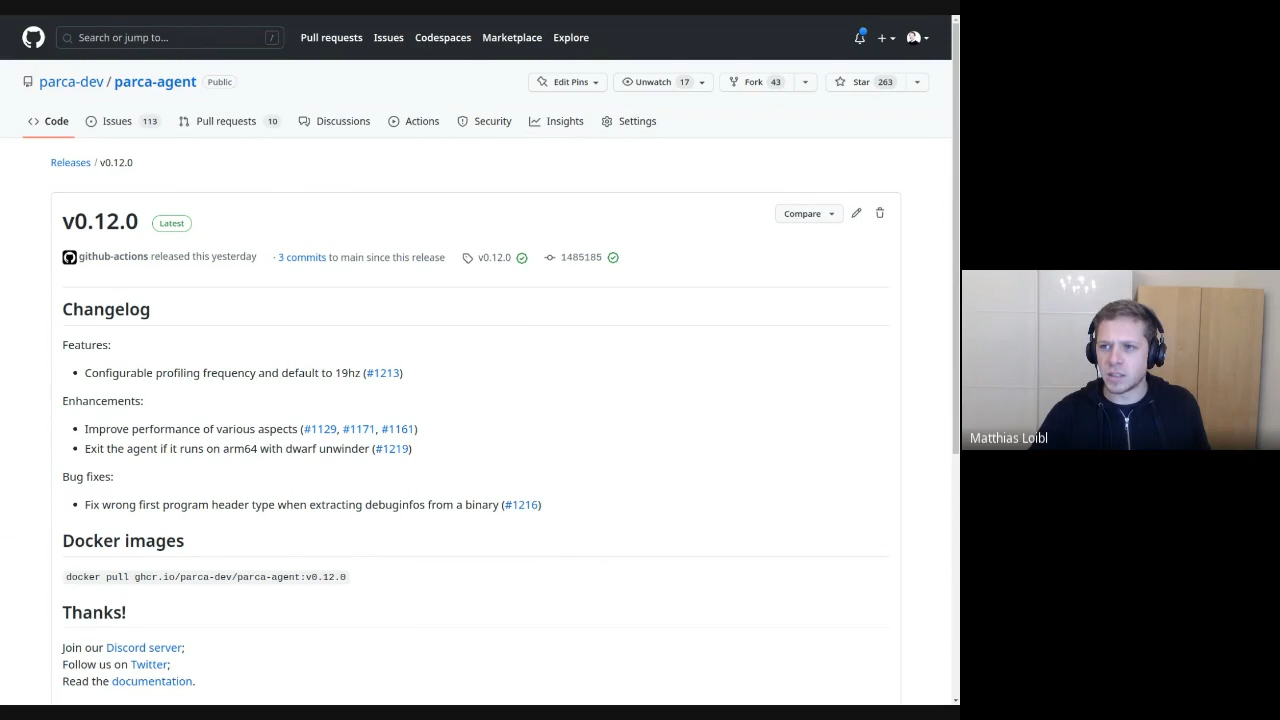 Search or jump to... /
Pull requests Issues Codespaces Marketplace Explore
parca-dev / parca-agent Public
Edit Pins Unwatch 17 Fork 43 Star 263
Code Issues 113 Pull requests 10 Discussions Actions Security Insights Settings
Releases / v0.12.0
v0.12.0 Latest Compare
github-actions released this yesterday · 3 commits to main since this release v0.12.0 1485185
Changelog
Features:
• Configurable profiling frequency and default to 19hz (#1213)
Enhancements:
• Improve performance of various aspects (#1129, #1171, #1161)
• Exit the agent if it runs on arm64 with dwarf unwinder (#1219)
Bug fixes:
• Fix wrong first program header type when extracting debuginfos from a binary (#1216)
Docker images
docker pull ghcr.io/parca-dev/parca-agent:v0.12.0
Thanks!
Join our Discord server;
Follow us on Twitter;
Read the documentation.
Matthias Loibl